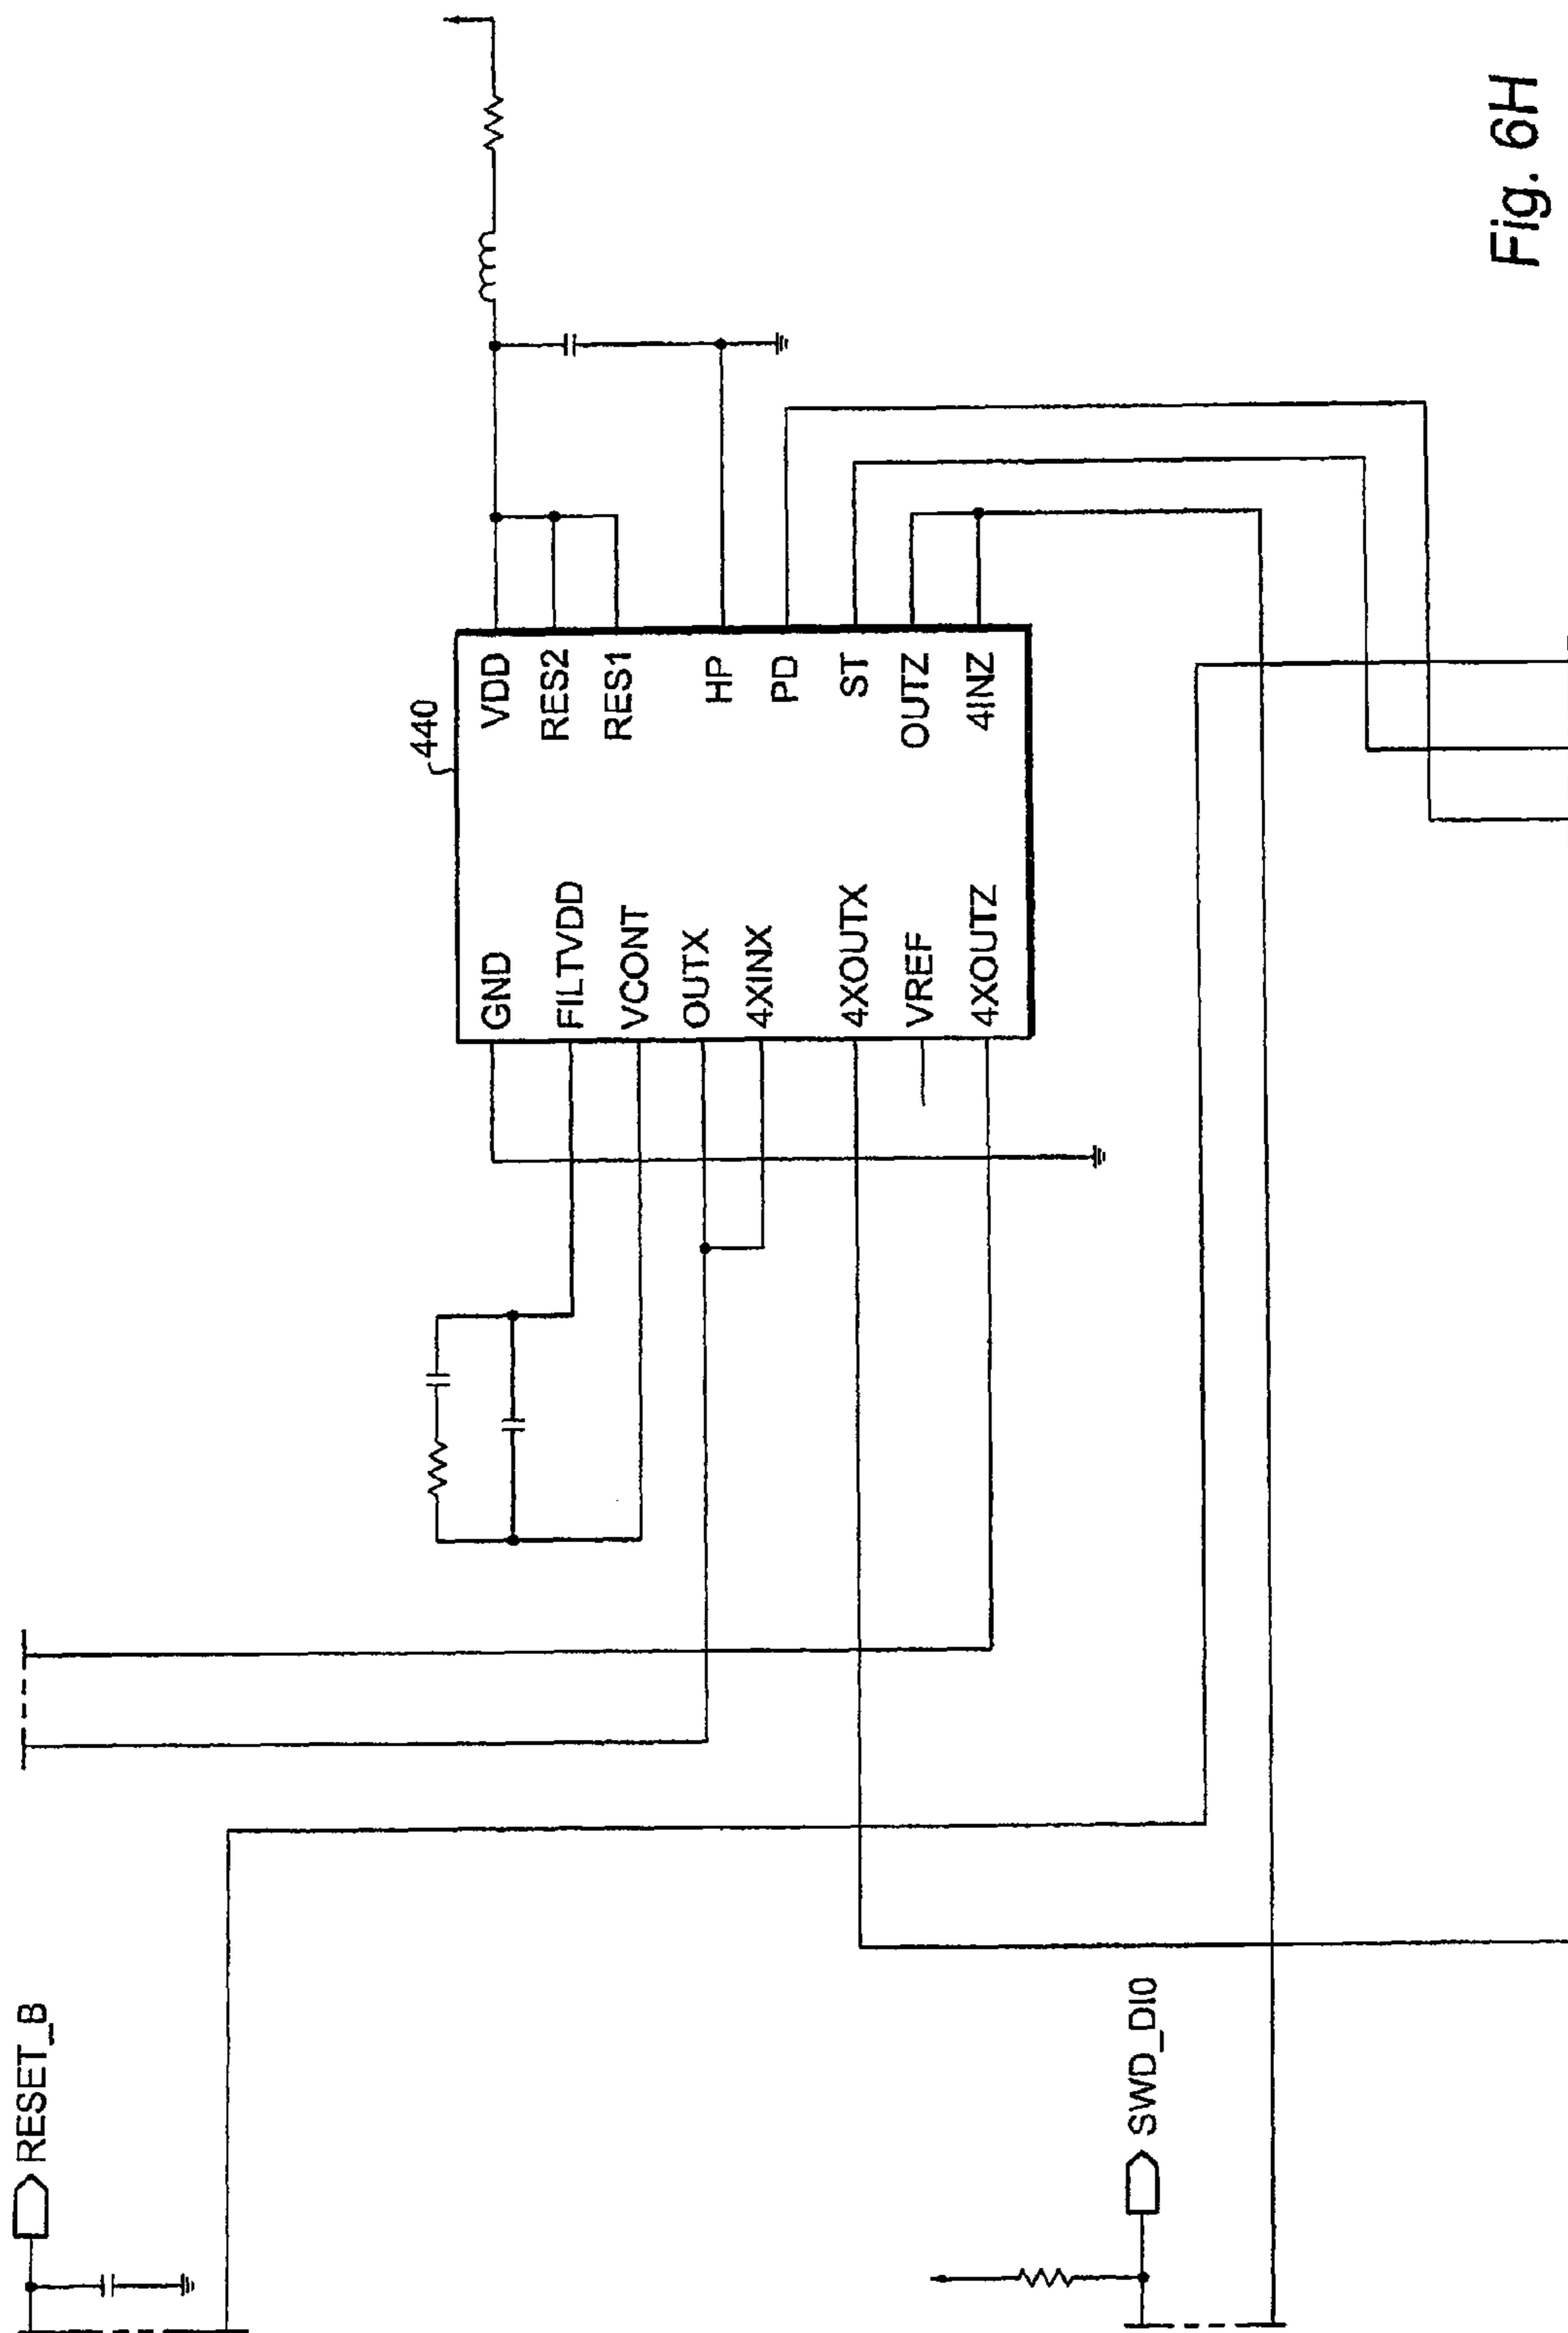 RESET_B
440
GND
FILTVDD
VCONT
OUTX
4XINX
4XOUTX
VREF
4XOUTZ
VDD
RES2
RES1
HP
PD
ST
OUTZ
4INZ
SWD_DI0
Fig. 6H